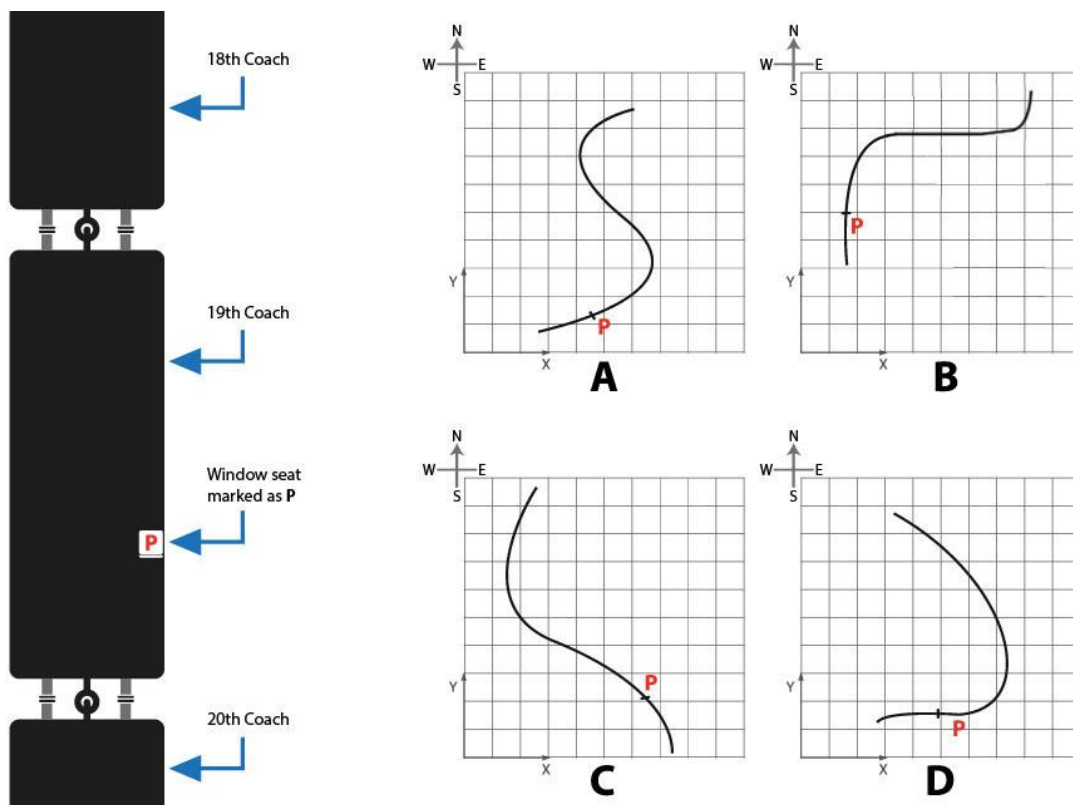 18th Coach
19th Coach
Window seat
marked as P
P
20th Coach
N
W E
S
Y
P
X
A
N
W E
S
Y
P
X
B
N
W E
S
Y
P
X
C
N
W E
S
Y
P
X
D